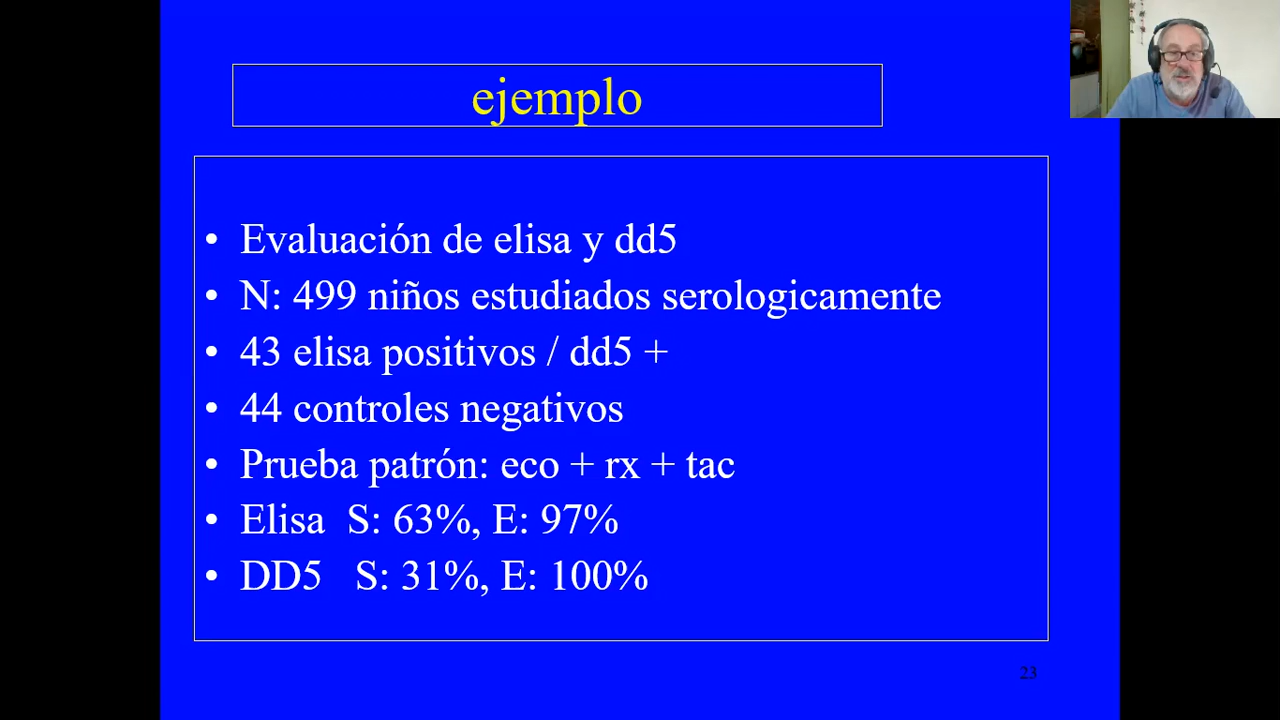 ejemplo
• Evaluación de elisa y dd5
• N: 499 niños estudiados serologicamente
• 43 elisa positivos / dd5 +
• 44 controles negativos
• Prueba patrón: eco + rx + tac
• Elisa  S: 63%, E: 97%
• DD5   S: 31%, E: 100%
23